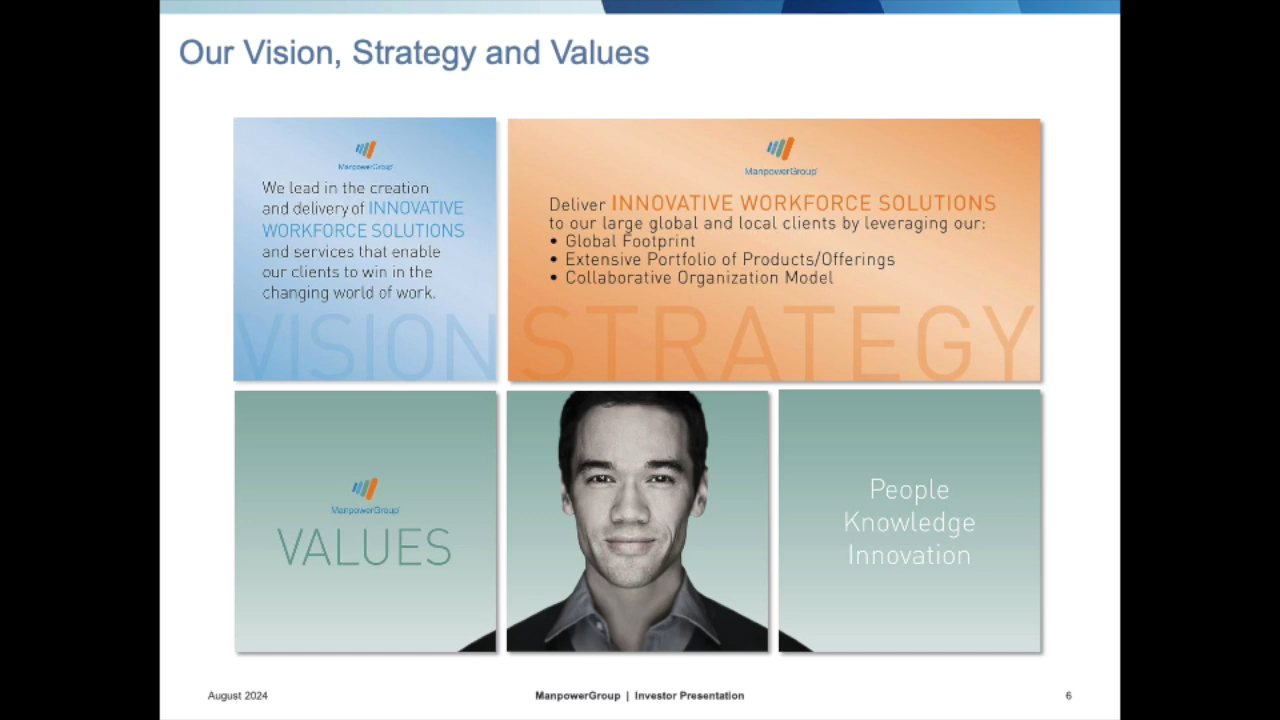 Our Vision, Strategy and Values
ManpowerGroup
We lead in the creation
and delivery of INNOVATIVE
WORKFORCE SOLUTIONS
and services that enable
our clients to win in the
changing world of work.
VISION
ManpowerGroup
Deliver INNOVATIVE WORKFORCE SOLUTIONS
to our large global and local clients by leveraging our:
• Global Footprint
• Extensive Portfolio of Products/Offerings
• Collaborative Organization Model
STRATEGY
ManpowerGroup
VALUES
People
Knowledge
Innovation
August 2024
ManpowerGroup | Investor Presentation
6